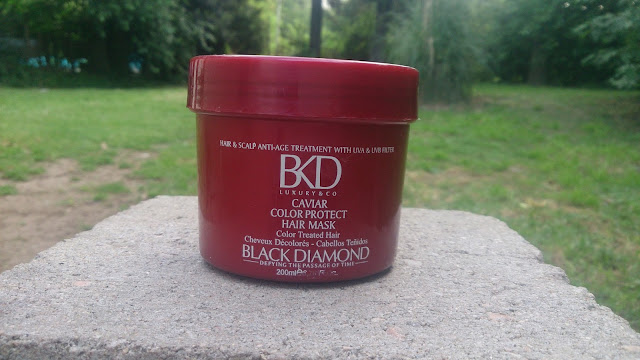 HAIR & SCALP ANTI-AGE TREATMENT WITH UVA & UVB FILTER
BKD
LUXURY & CO
CAVIAR
COLOR PROTECT
HAIR MASK
Color Treated Hair
Cheveux Décolorés - Cabellos Teñidos
BLACK DIAMOND
DEFYING THE PASSAGE OF TIME
200ml